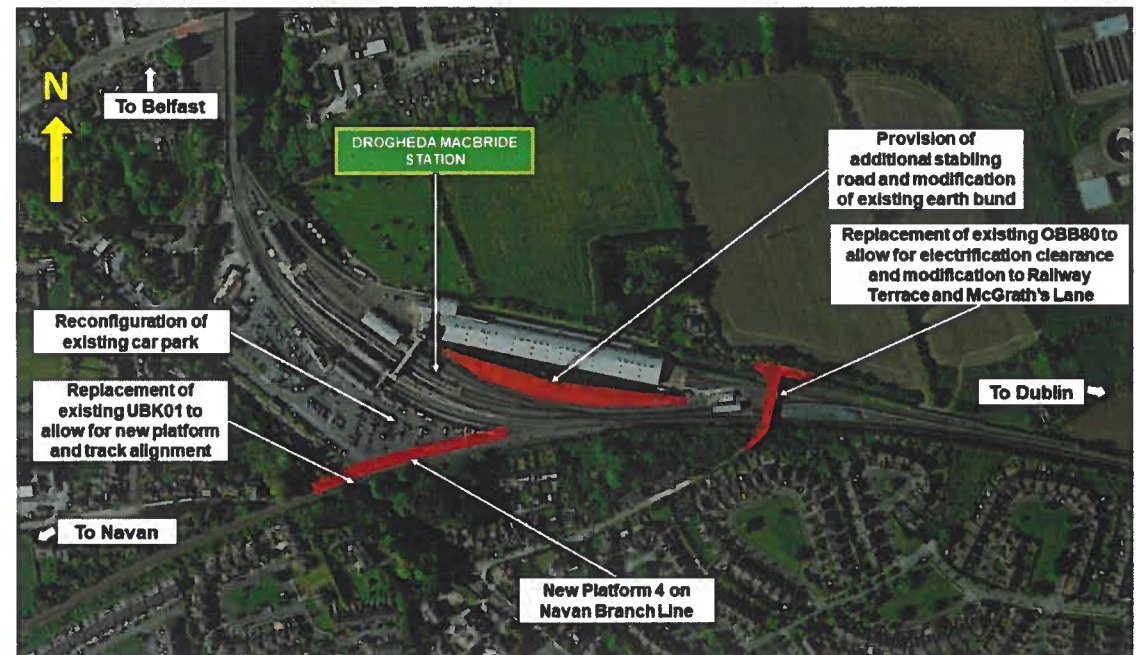 N
To Belfast
DROGHEDA MACBRIDE
STATION
Provision of
additional stabling
road and modification
of existing earth bund
Replacement of existing OBB80 to
allow for electrification clearance
and modification to Railway
Terrace and McGrath's Lane
Reconfiguration of
existing car park
Replacement of
existing UBK01 to
allow for new platform
and track alignment
To Dublin
To Navan
New Platform 4 on
Navan Branch Line